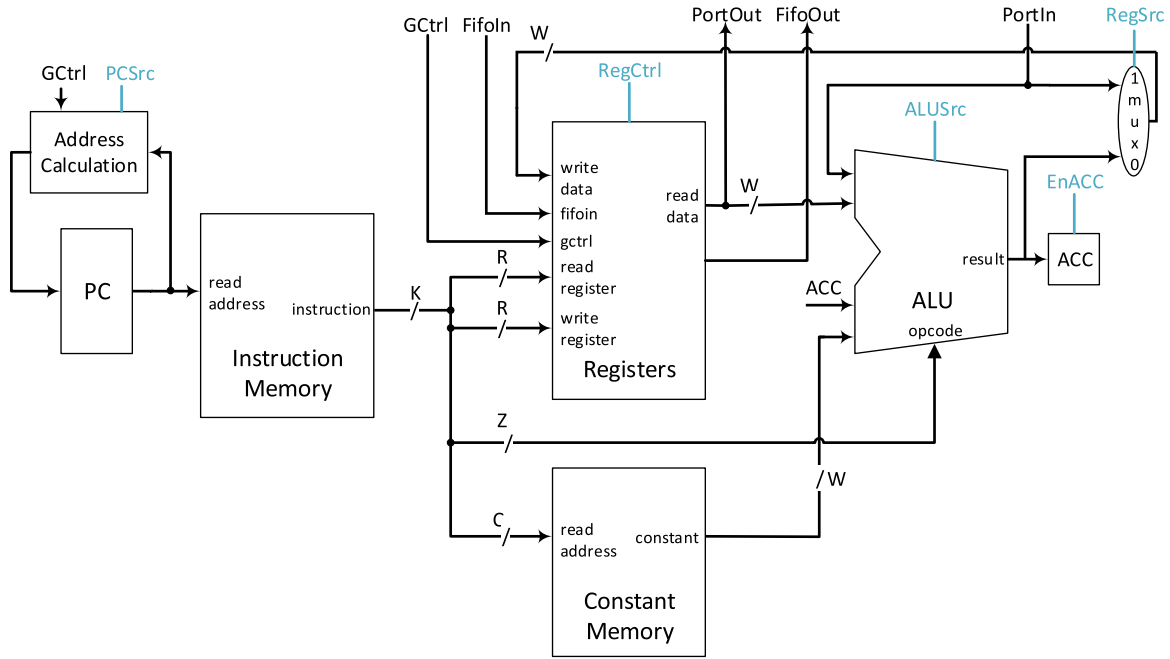 PortOut
FifoOut
PortIn
RegSrc
GCtrl
FifoIn
W
GCtrl
PCSrc
RegCtrl
1
m
u
x
0
ALUSrc
Address
Calculation
write
data
read
data
W
EnACC
fifoin
gctrl
PC
read
address
instruction
K
R
read
register
R
write
register
result
ACC
ACC
ALU
opcode
Instruction
Memory
Registers
Z
W
C
read
address
constant
Constant
Memory